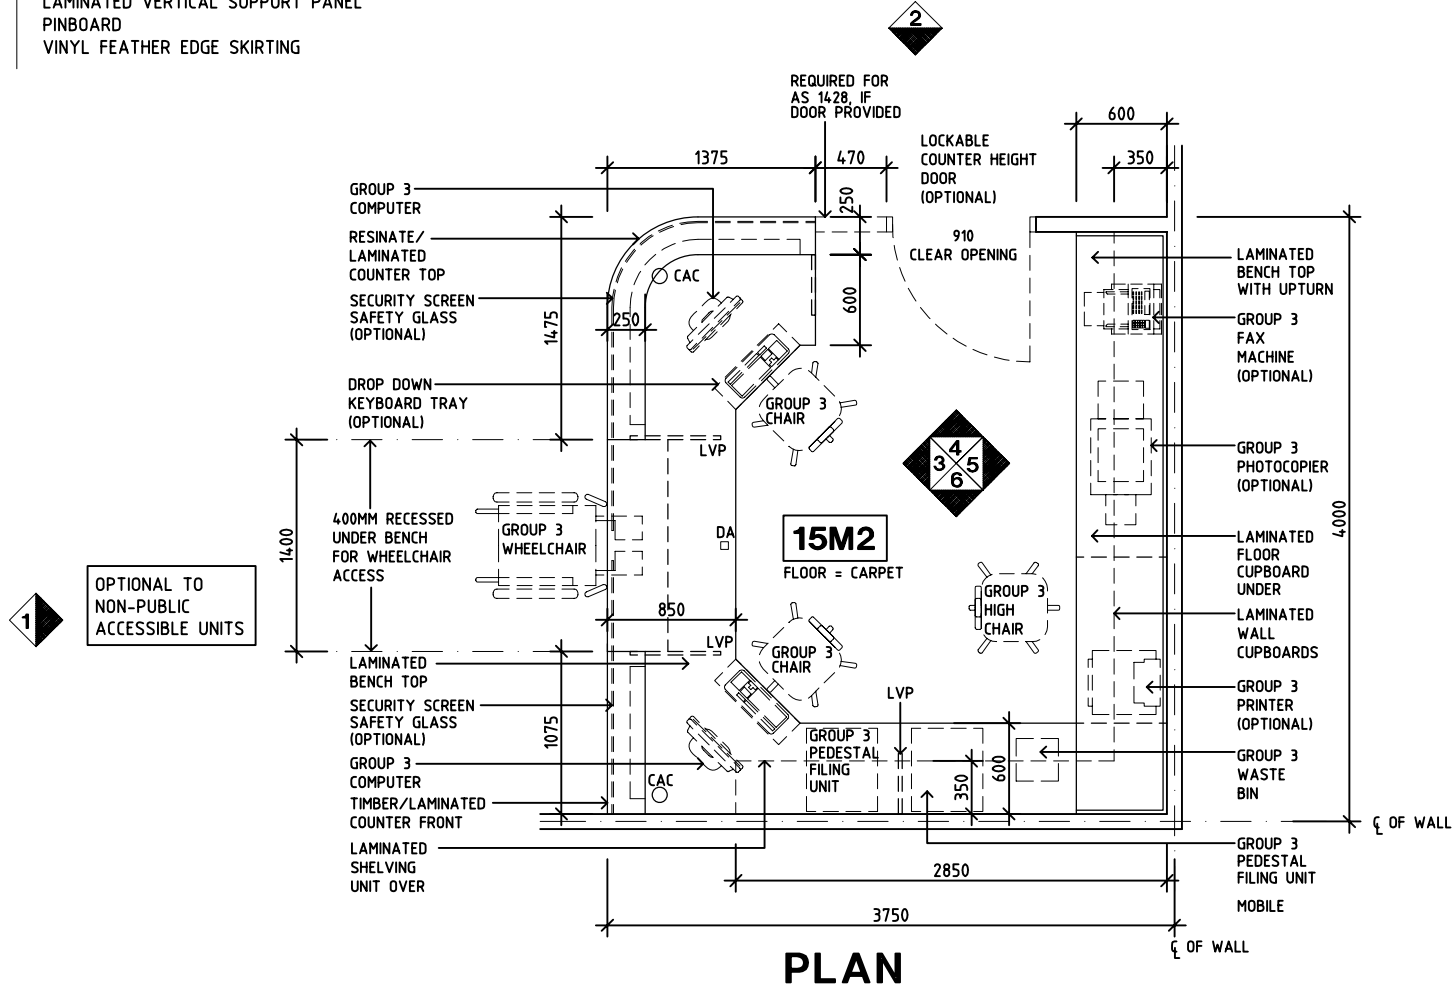 LAMINATED VERTICAL SUPPORT PANEL
PINBOARD
VINYL FEATHER EDGE SKIRTING
2
REQUIRED FOR
AS 1428, IF
DOOR PROVIDED
LOCKABLE
COUNTER HEIGHT
DOOR
(OPTIONAL)
600
350
1375
470
250
910
CLEAR OPENING
600
GROUP 3
COMPUTER
RESINATE/
LAMINATED
COUNTER TOP
SECURITY SCREEN
SAFETY GLASS
(OPTIONAL)
DROP DOWN
KEYBOARD TRAY
(OPTIONAL)
1475
250
CAC
GROUP 3
CHAIR
LVP
LAMINATED
BENCH TOP
WITH UPTURN
GROUP 3
FAX
MACHINE
(OPTIONAL)
GROUP 3
PHOTOCOPIER
(OPTIONAL)
4
3 5
6
4000
1400
400MM RECESSED
UNDER BENCH
FOR WHEELCHAIR
ACCESS
GROUP 3
WHEELCHAIR
DA
15M2
FLOOR = CARPET
LAMINATED
FLOOR
CUPBOARD
UNDER
LAMINATED
WALL
CUPBOARDS
1
OPTIONAL TO
NON-PUBLIC
ACCESSIBLE UNITS
850
LVP
GROUP 3
CHAIR
GROUP 3
HIGH
CHAIR
LAMINATED
BENCH TOP
SECURITY SCREEN
SAFETY GLASS
(OPTIONAL)
GROUP 3
COMPUTER
TIMBER/LAMINATED
COUNTER FRONT
LAMINATED
SHELVING
UNIT OVER
1075
CAC
LVP
GROUP 3
PEDESTAL
FILING
UNIT
350
600
GROUP 3
PRINTER
(OPTIONAL)
GROUP 3
WASTE
BIN
℄ OF WALL
GROUP 3
PEDESTAL
FILING UNIT
MOBILE
2850
3750
℄ OF WALL
PLAN